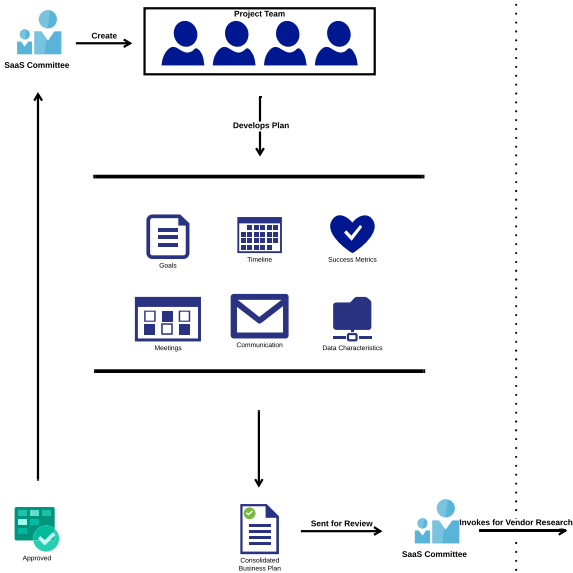 Project Team
Create
SaaS Committee
Develops Plan
Goals
Timeline
Success Metrics
Meetings
Communication
Data Characteristics
Approved
Consolidated
Business Plan
Sent for Review
SaaS Committee
Invokes for Vendor Research